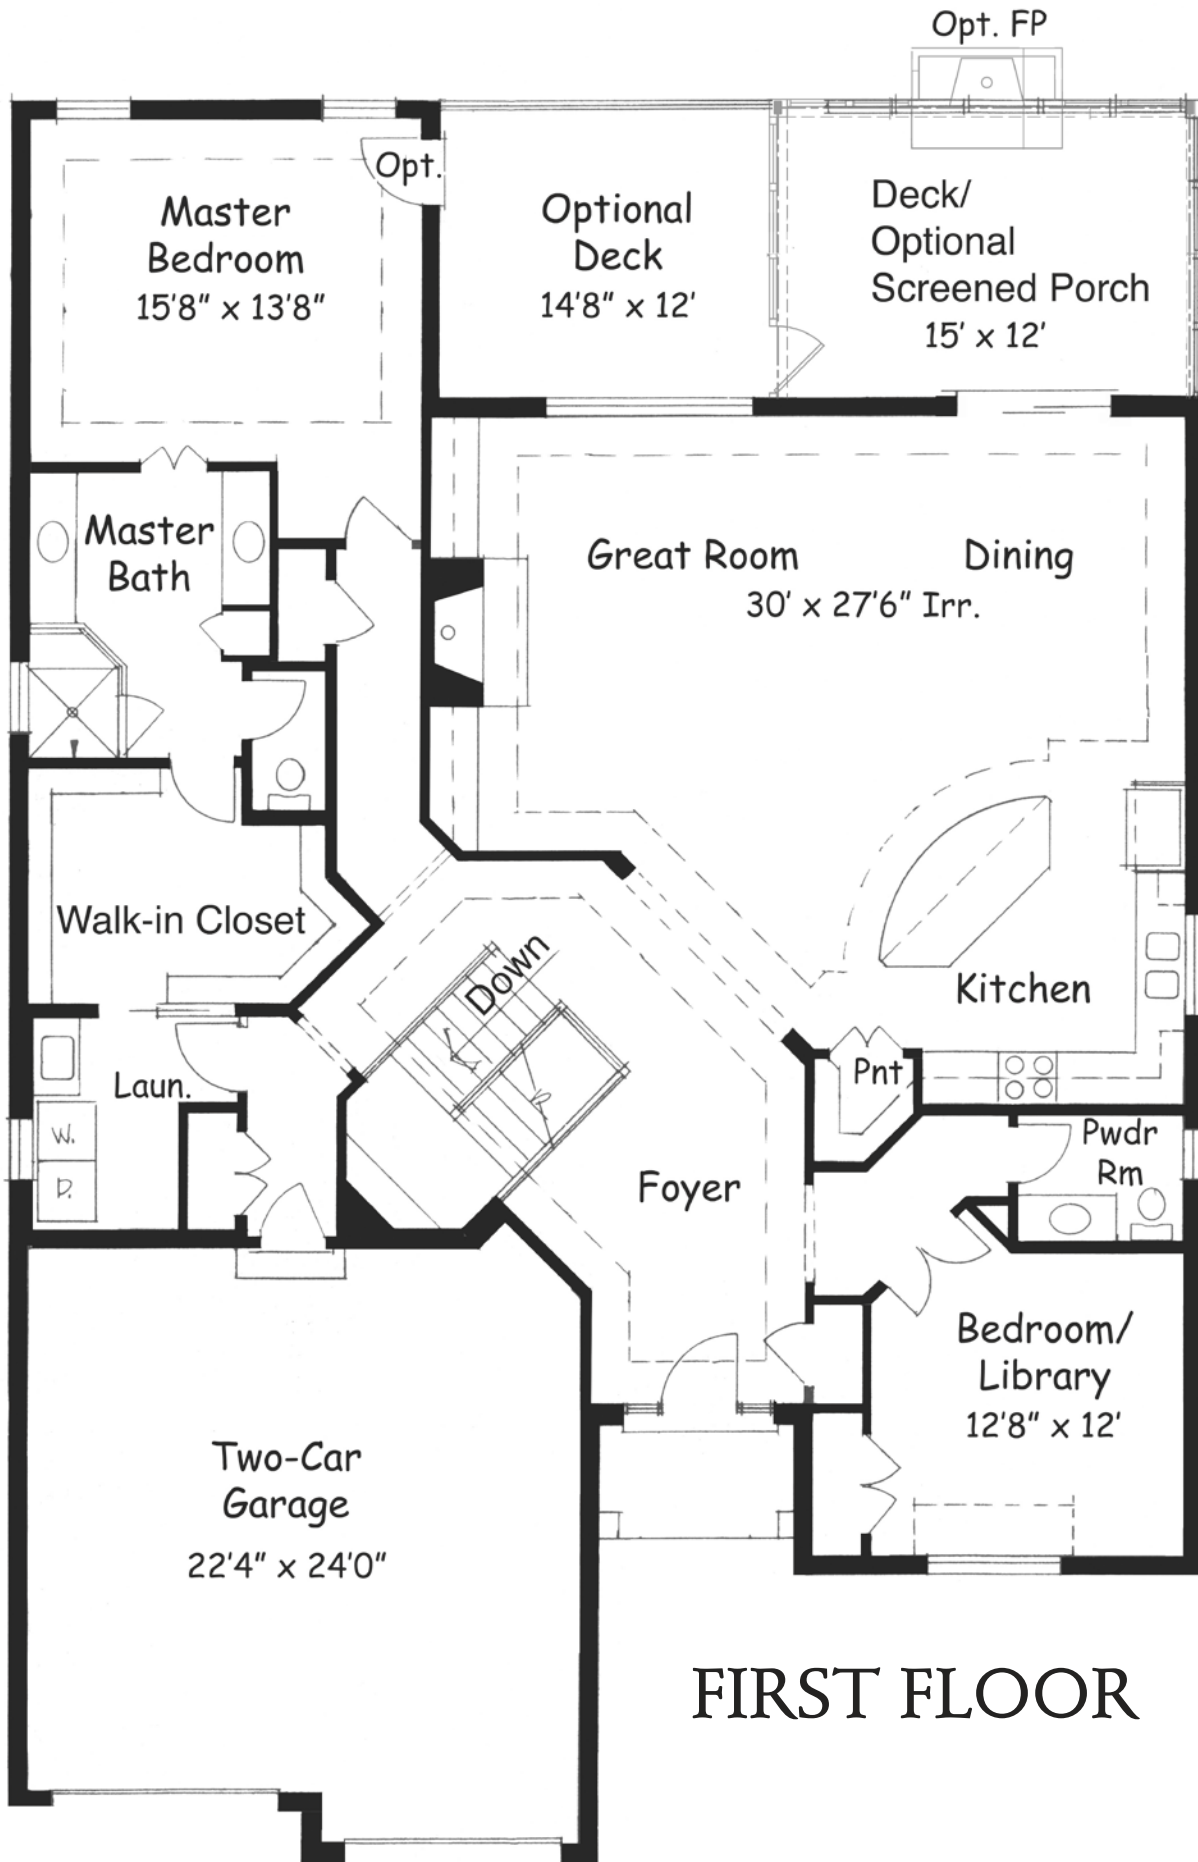 Opt. FP
Opt.
Master
Bedroom
15'8" x 13'8"
Optional
Deck
14'8" x 12'
Deck/
Optional
Screened Porch
15' x 12'
Master
Bath
Great Room
Dining
30' x 27'6" Irr.
Walk-in Closet
Down
Kitchen
Laun.
Pnt
W.
D.
Foyer
Pwdr
Rm
Bedroom/
Library
12'8" x 12'
Two-Car
Garage
22'4" x 24'0"
FIRST FLOOR